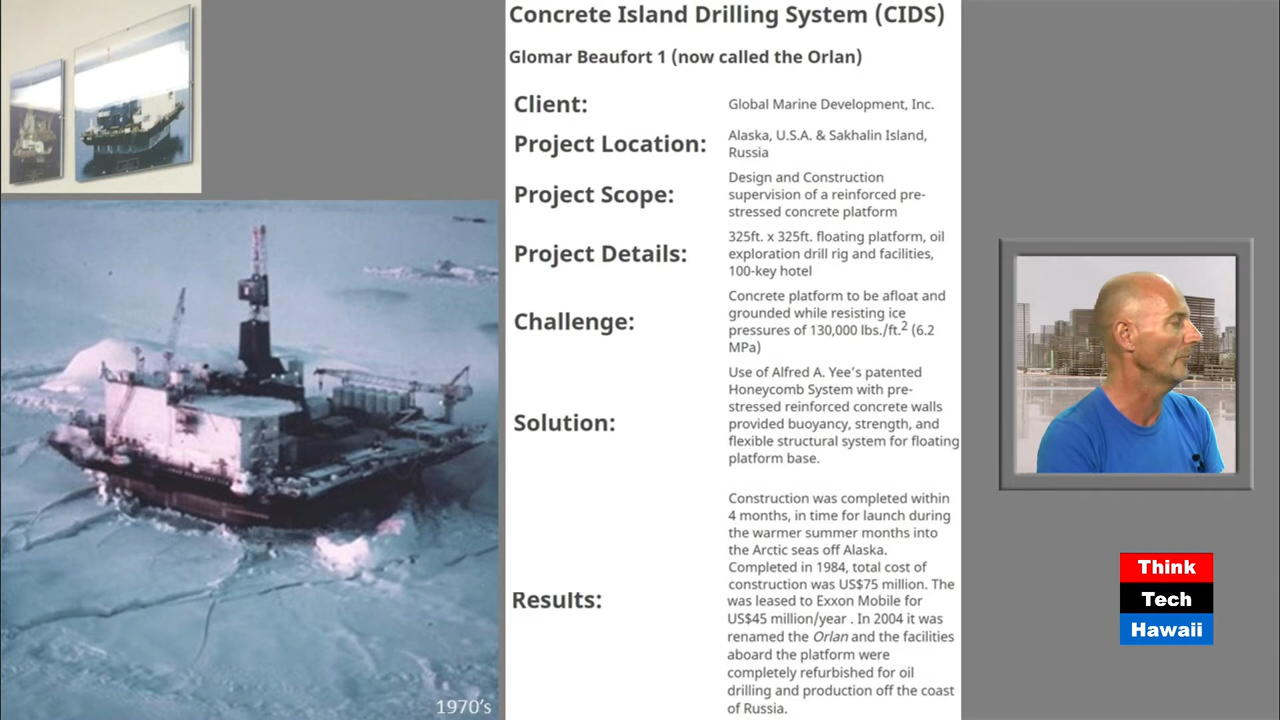 Concrete Island Drilling System (CIDS)
Glomar Beaufort 1 (now called the Orlan)
Client:
Global Marine Development, Inc.
Project Location:
Alaska, U.S.A. & Sakhalin Island,
Russia
Project Scope:
Design and Construction
supervision of a reinforced pre-
stressed concrete platform
Project Details:
325ft. x 325ft. floating platform, oil
exploration drill rig and facilities,
100-key hotel
Challenge:
Concrete platform to be afloat and
grounded while resisting ice
pressures of 130,000 lbs./ft.2 (6.2
MPa)
Solution:
Use of Alfred A. Yee's patented
Honeycomb System with pre-
stressed reinforced concrete walls
provided buoyancy, strength, and
flexible structural system for floating
platform base.
Results:
Construction was completed within
4 months, in time for launch during
the warmer summer months into
the Arctic seas off Alaska.
Completed in 1984, total cost of
construction was US$75 million. The
was leased to Exxon Mobile for
US$45 million/year . In 2004 it was
renamed the Orlan and the facilities
aboard the platform were
completely refurbished for oil
drilling and production off the coast
of Russia.
1970's
Think
Tech
Hawaii